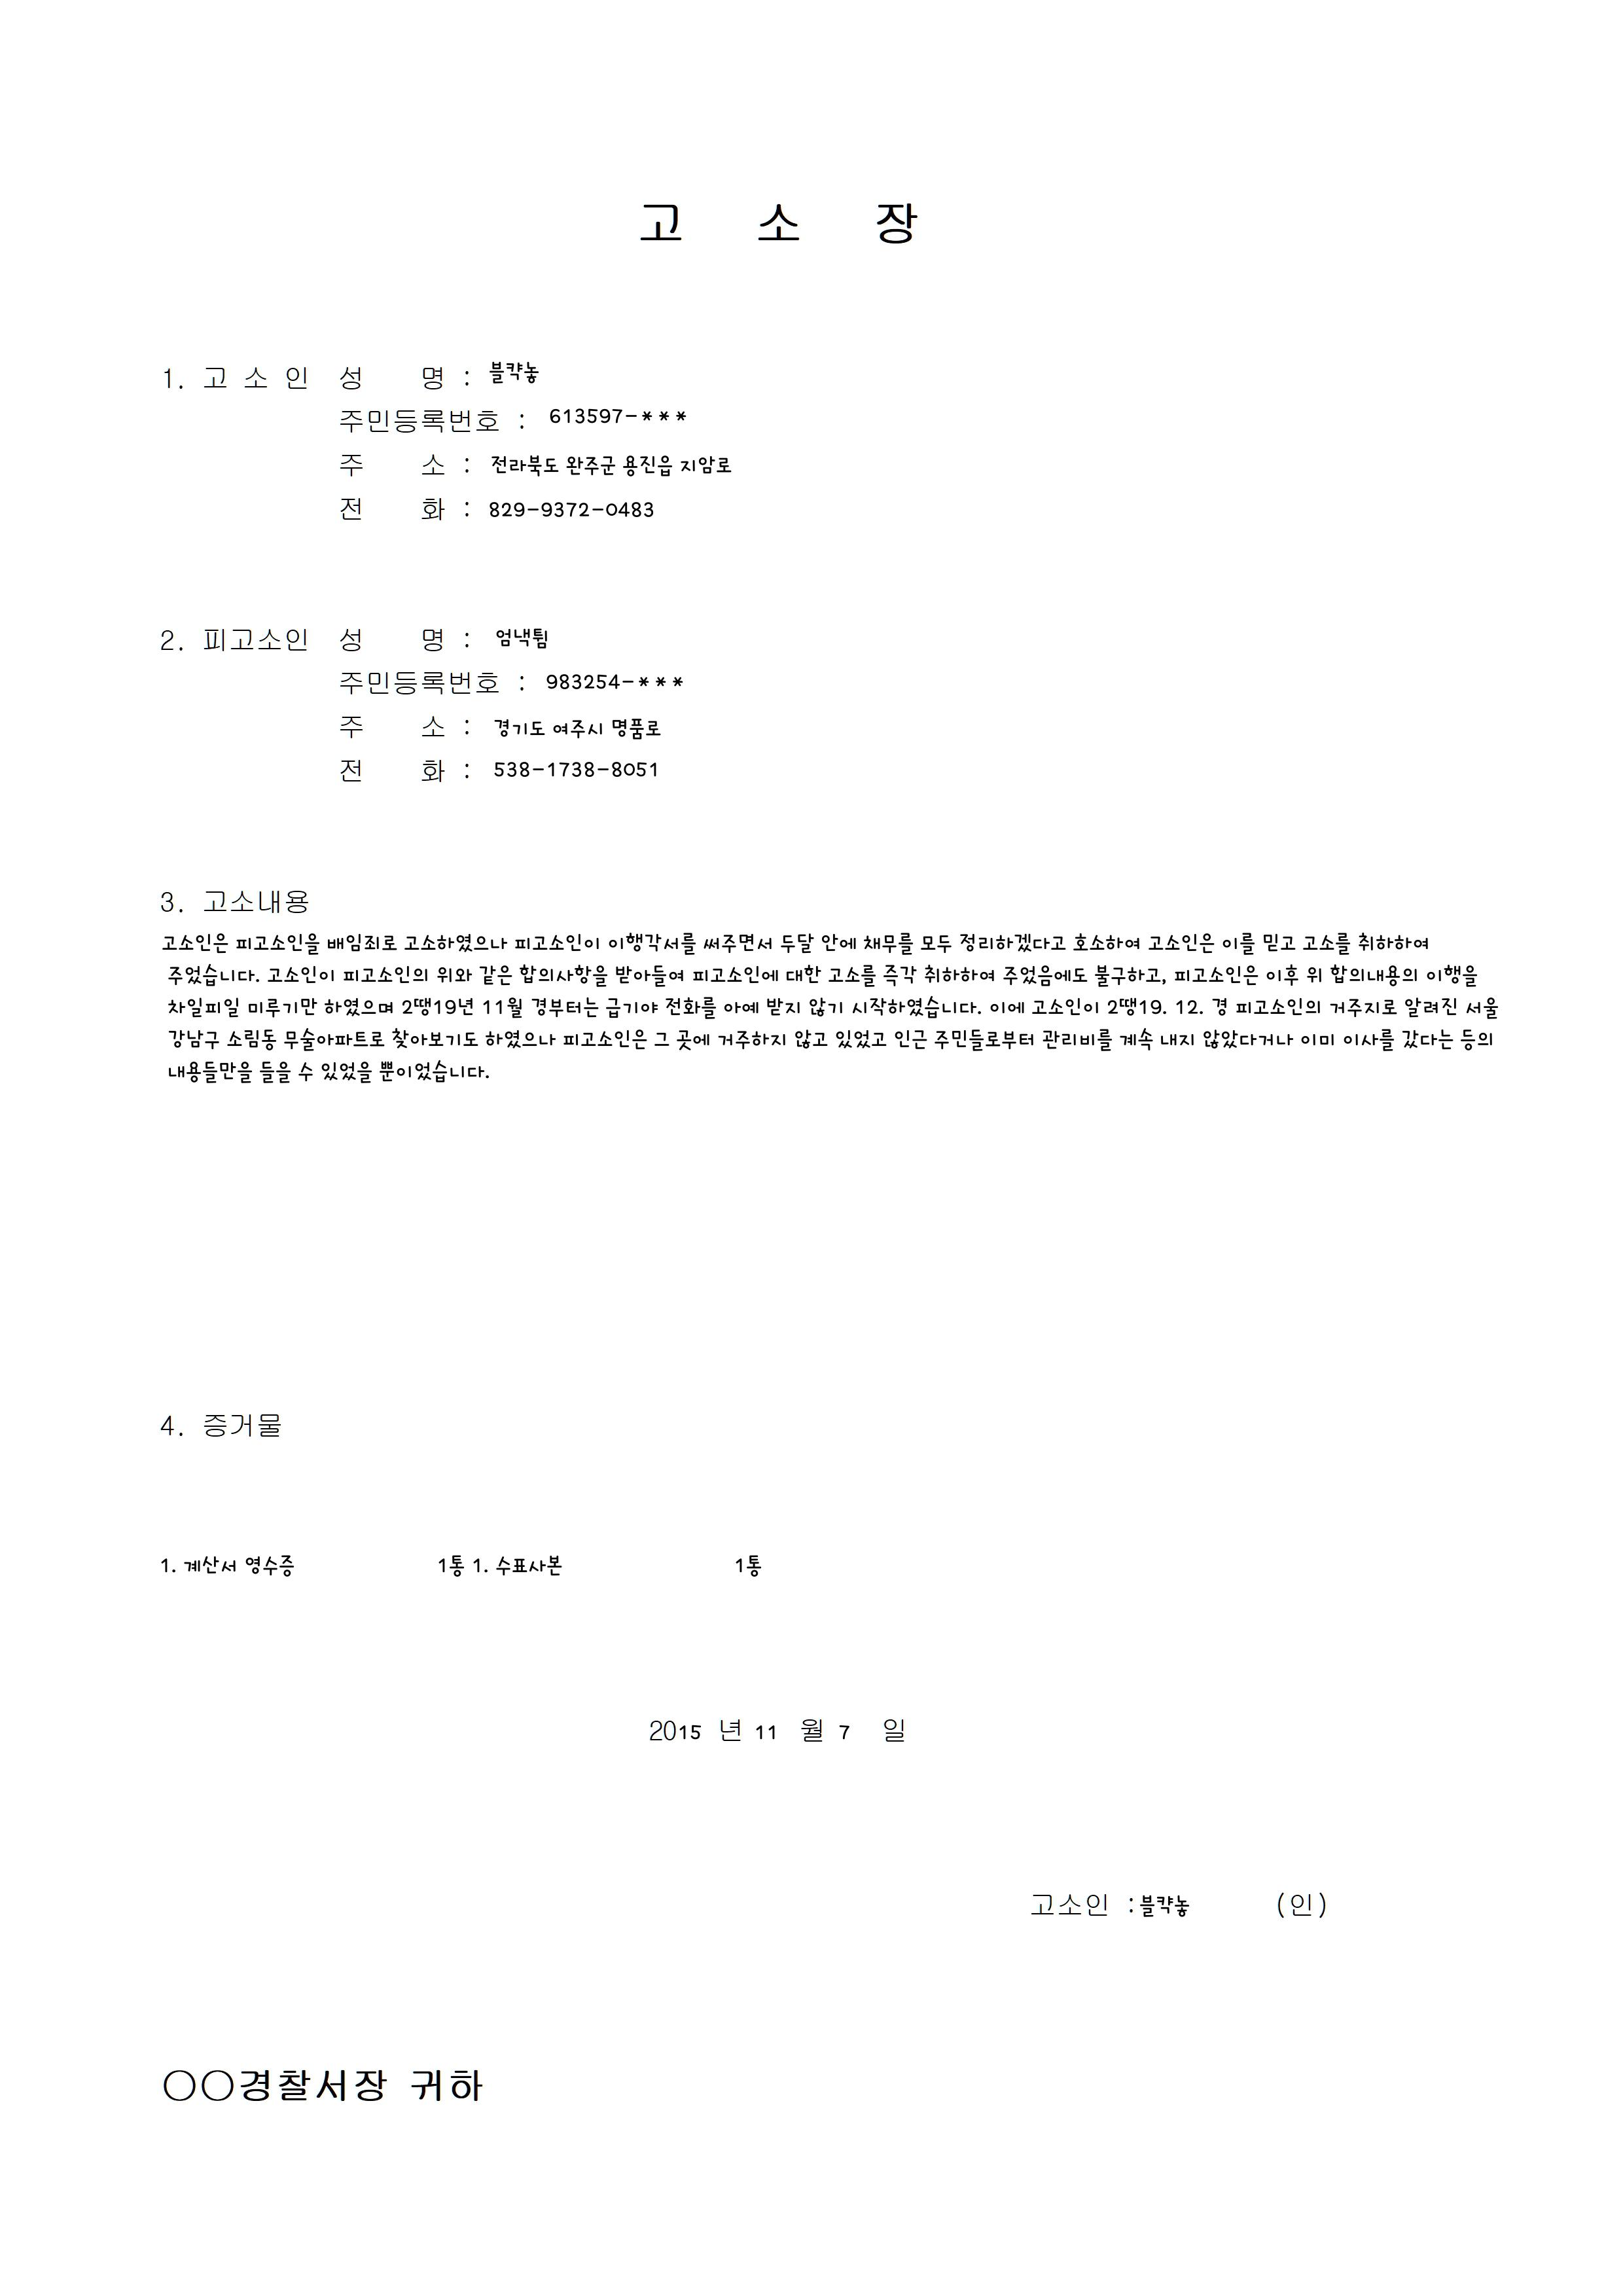 고 소 장
1. 고 소 인 성 명 : 블캭놓
주민등록번호 : 613597-***
주 소 : 전라북도 완주군 용진읍 지암로
전 화 : 829-9372-0483
2. 피고소인 성 명 : 엄낵튐
주민등록번호 : 983254-***
주 소 : 경기도 여주시 명품로
전 화 : 538-1738-8051
3. 고소내용
고소인은 피고소인을 배임죄로 고소하였으나 피고소인이 이행각서를 써주면서 두달 안에 채무를 모두 정리하겠다고 호소하여 고소인은 이를 믿고 고소를 취하하여
주었습니다. 고소인이 피고소인의 위와 같은 합의사항을 받아들여 피고소인에 대한 고소를 즉각 취하하여 주었음에도 불구하고, 피고소인은 이후 위 합의내용의 이행을
차일피일 미루기만 하였으며 2땡19년 11월 경부터는 급기야 전화를 아예 받지 않기 시작하였습니다. 이에 고소인이 2땡19. 12. 경 피고소인의 거주지로 알려진 서울
강남구 소림동 무술아파트로 찾아보기도 하였으나 피고소인은 그 곳에 거주하지 않고 있었고 인근 주민들로부터 관리비를 계속 내지 않았다거나 이미 이사를 갔다는 등의
내용들만을 들을 수 있었을 뿐이었습니다.
4. 증거물
1. 계산서 영수증 1통 1. 수표사본 1통
2015 년 11 월 7 일
고소인 :블캭놓 (인)
○○경찰서장 귀하